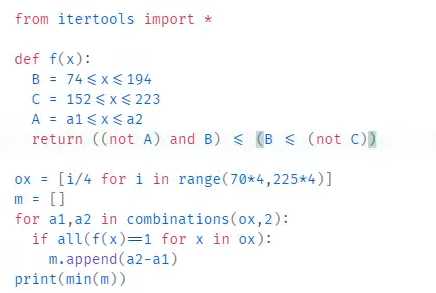 from itertools import *
def f(x):
B = 74⩽x⩽194
C = 152⩽x⩽223
A = a1⩽x⩽a2
return ((not A) and B) ⩽ (B ⩽ (not C))
ox = [i/4 for i in range(70*4,225*4)]
m = []
for a1,a2 in combinations(ox,2):
if all(f(x)==1 for x in ox):
m.append(a2-a1)
print(min(m))